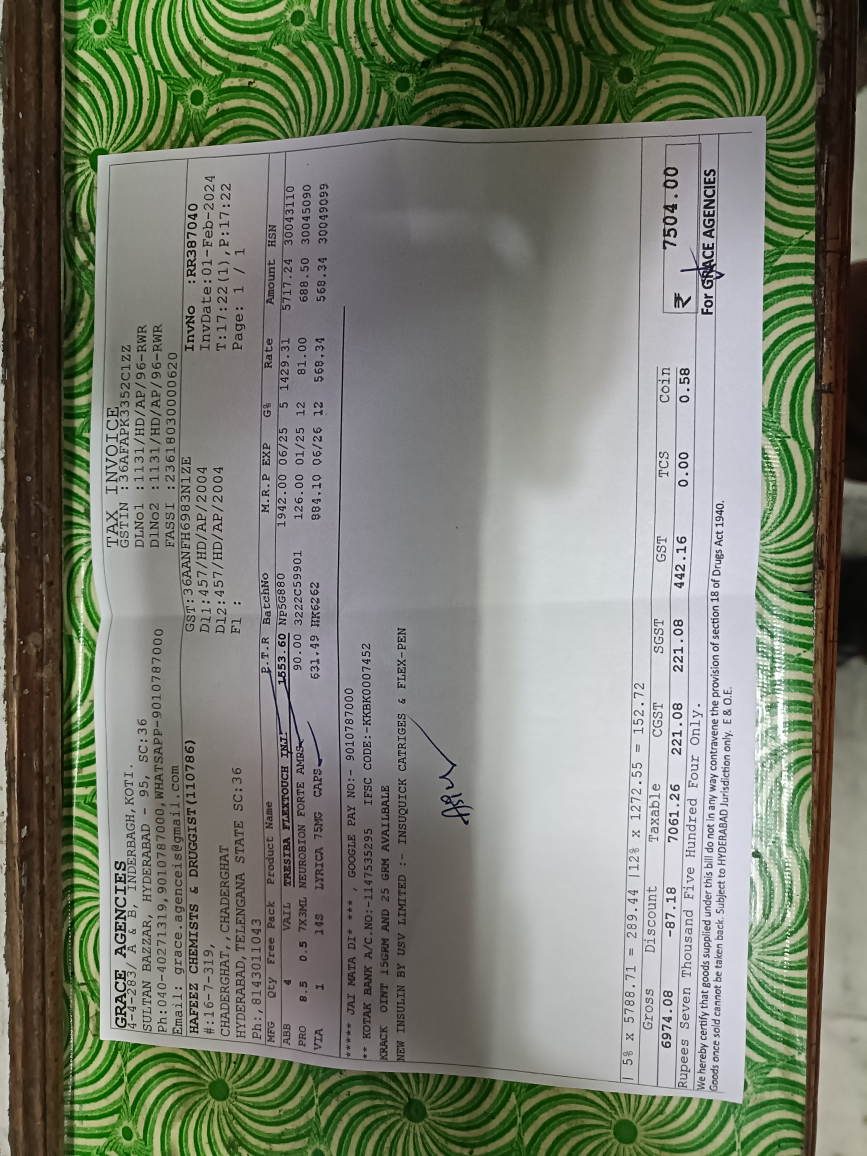 TAX INVOICE
GRACE AGENCIES
4-4-283/ A & B, INDERBAGH,KOTI.
SULTAN BAZZAR, HYDERABAD - 95, SC:36
Ph:040-40271319,9010787000,WHATSAPP-9010787000
Email: grace.agenceis@gmail.com
GSTIN :36AFAPK3352C1ZZ
DLNo1 :1131/HD/AP/96-RWR
DlNo2 :1131/HD/AP/96-RWR
FASSI :23618030000620
HAFEEZ CHEMISTS & DRUGGIST(110786)
#:16-7-319,
CHADERGHAT,,CHADERGHAT
HYDERABAD,TELENGANA STATE SC:36
Ph:,8143011043
GST:36AANFH6983N1ZE
Dl1:457/HD/AP/2004
Dl2:457/HD/AP/2004
Fl :
InvNo :RR387040
InvDate:01-Feb-2024
T:17:22(1),P:17:22
Page: 1 / 1
MFG Qty Free Pack Product Name P.T.R BatchNo M.R.P EXP G% Rate Amount HSN
ABB 4 VAIL TRESIBA FLEXTOUCH INJ 1553.60 NP5G880 1942.00 06/25 5 1429.31 5717.24 30043110
PRO 8.5 0.5 7X3ML NEUROBION FORTE AMPS 90.00 3222C59901 126.00 01/25 12 81.00 688.50 30045090
VIA 1 14S LYRICA 75MG CAPS 631.49 HK6262 884.10 06/26 12 568.34 568.34 30049099
***** JAI MATA DI* *** , GOOGLE PAY NO:- 9010787000
** KOTAK BANK A/C.NO:-1147535295 IFSC CODE:-KKBK0007452
KRACK OINT 15GRM AND 25 GRM AVAILBALE
NEW INSULIN BY USV LIMITED :- INSUQUICK CATRIGES & FLEX-PEN
| 5% x 5788.71 = 289.44 |12% x 1272.55 = 152.72
Gross Discount Taxable CGST SGST GST TCS Coin
6974.08 -87.18 7061.26 221.08 221.08 442.16 0.00 0.58
₹ 7504.00
Rupees Seven Thousand Five Hundred Four Only.
For GRACE AGENCIES
We hereby certify that goods supplied under this bill do not in any way contravene the provision of section 18 of Drugs Act 1940.
Goods once sold cannot be taken back. Subject to HYDERABAD Jurisdiction only. E & O.E.